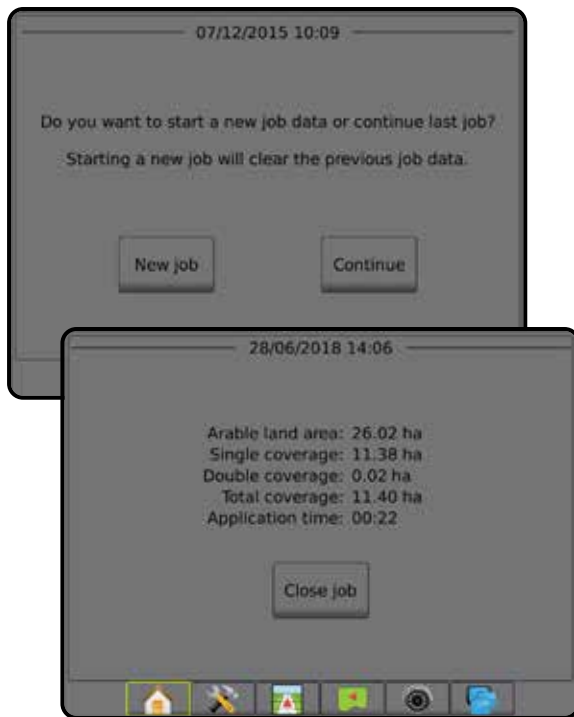 07/12/2015 10:09
Do you want to start a new job data or continue last job?
Starting a new job will clear the previous job data.
New job Continue
28/06/2018 14:06
Arable land area: 26.02 ha
Single coverage: 11.38 ha
Double coverage: 0.02 ha
Total coverage: 11.40 ha
Application time: 00:22
Close job